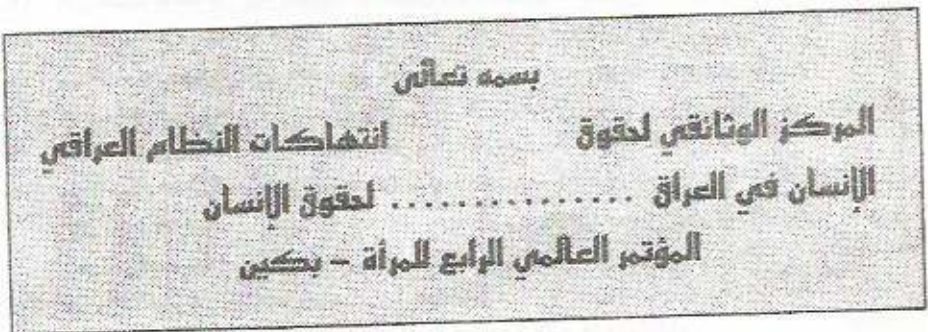 بسمه تعالى
المركز الوثائقي لحقوق انتهاكات النظام العراقي
الإنسان في العراق ............... لحقوق الإنسان
المؤتمر العالمي الرابع للمرأة – بكين